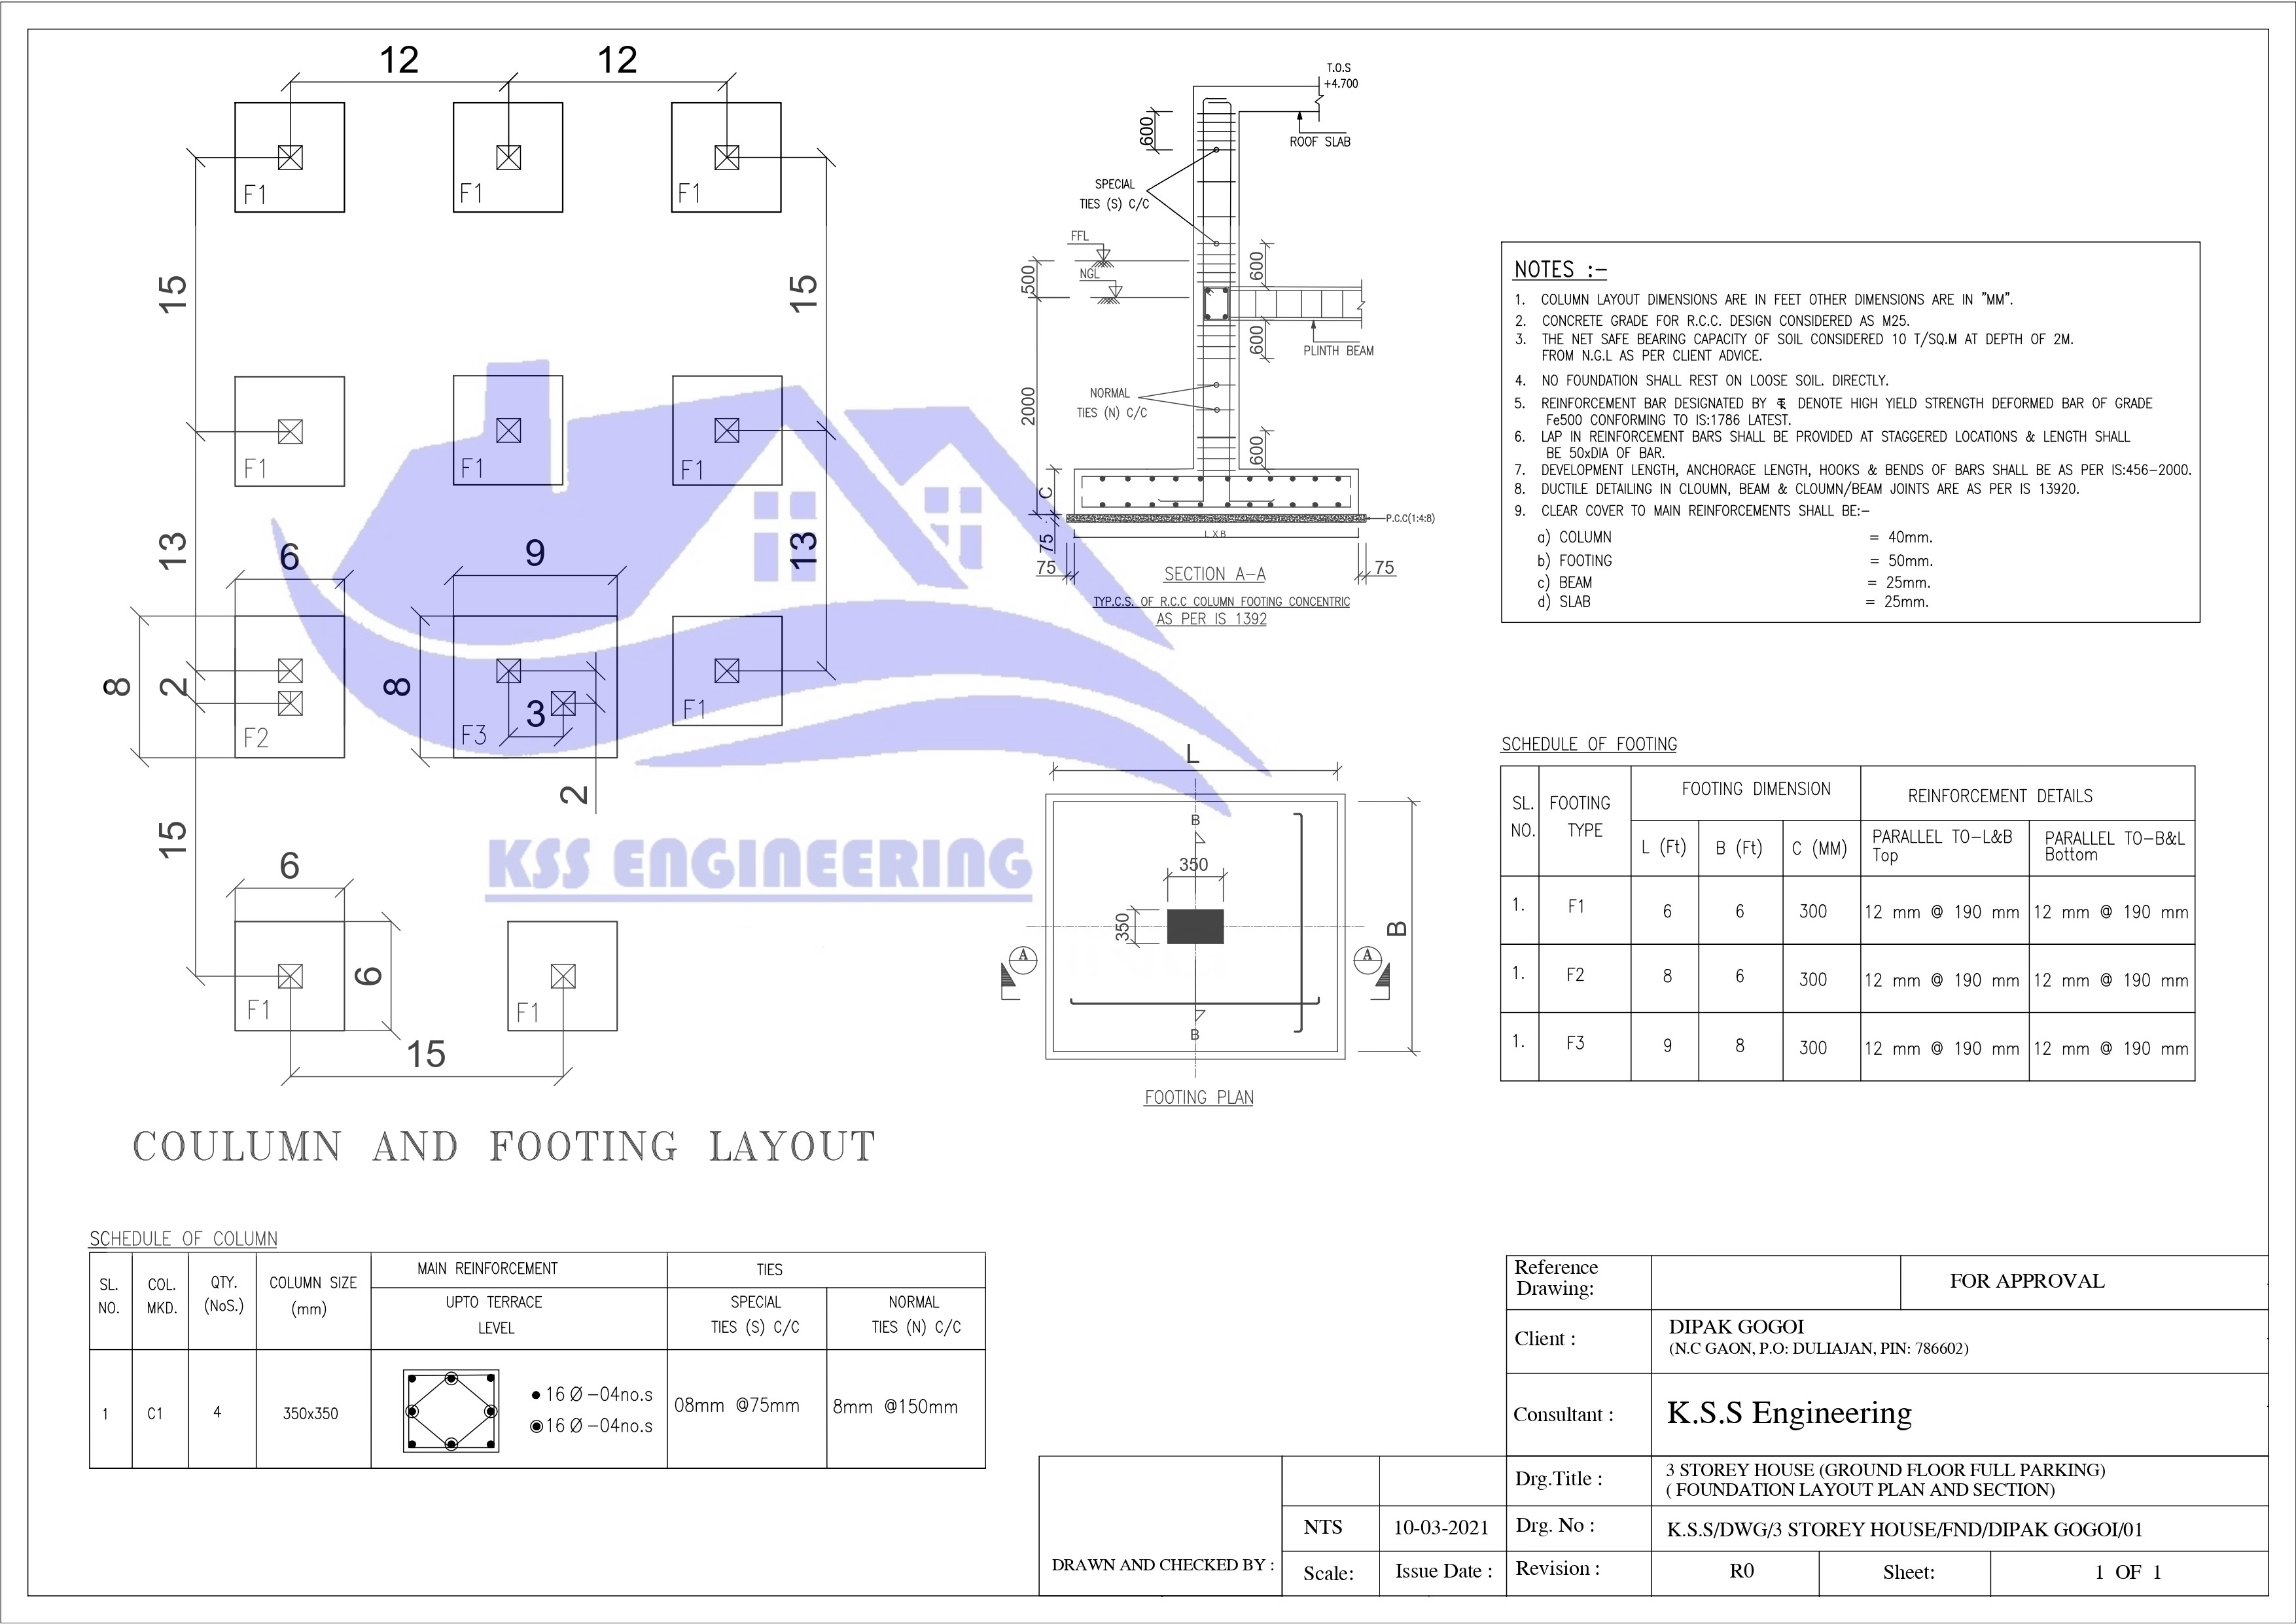 12
12
F1
F1
F1
15
15
F1
F1
F1
13
13
6
9
8
2
8
3
2
F2
F3
F1
15
6
6
F1
F1
15
COULUMN AND FOOTING LAYOUT
T.O.S
+4.700
600
ROOF SLAB
SPECIAL
TIES (S) C/C
FFL
500
NGL
600
600
PLINTH BEAM
2000
NORMAL
TIES (N) C/C
600
C
P.C.C(1:4:8)
L X B
75
75
75
SECTION A-A
TYP.C.S. OF R.C.C COLUMN FOOTING CONCENTRIC
AS PER IS 1392
L
B
350
350
B
A
A
B
FOOTING PLAN
KSS ENGINEERING
NOTES :-
1. COLUMN LAYOUT DIMENSIONS ARE IN FEET OTHER DIMENSIONS ARE IN "MM".
2. CONCRETE GRADE FOR R.C.C. DESIGN CONSIDERED AS M25.
3. THE NET SAFE BEARING CAPACITY OF SOIL CONSIDERED 10 T/SQ.M AT DEPTH OF 2M.
FROM N.G.L AS PER CLIENT ADVICE.
4. NO FOUNDATION SHALL REST ON LOOSE SOIL. DIRECTLY.
5. REINFORCEMENT BAR DESIGNATED BY DENOTE HIGH YIELD STRENGTH DEFORMED BAR OF GRADE
Fe500 CONFORMING TO IS:1786 LATEST.
6. LAP IN REINFORCEMENT BARS SHALL BE PROVIDED AT STAGGERED LOCATIONS & LENGTH SHALL
BE 50xDIA OF BAR.
7. DEVELOPMENT LENGTH, ANCHORAGE LENGTH, HOOKS & BENDS OF BARS SHALL BE AS PER IS:456-2000.
8. DUCTILE DETAILING IN CLOUMN, BEAM & CLOUMN/BEAM JOINTS ARE AS PER IS 13920.
9. CLEAR COVER TO MAIN REINFORCEMENTS SHALL BE:-
a) COLUMN = 40mm.
b) FOOTING = 50mm.
c) BEAM = 25mm.
d) SLAB = 25mm.
SCHEDULE OF FOOTING
SL. NO. FOOTING TYPE FOOTING DIMENSION REINFORCEMENT DETAILS
L (Ft) B (Ft) C (MM) PARALLEL TO-L&B Top PARALLEL TO-B&L Bottom
1. F1 6 6 300 12 mm @ 190 mm 12 mm @ 190 mm
1. F2 8 6 300 12 mm @ 190 mm 12 mm @ 190 mm
1. F3 9 8 300 12 mm @ 190 mm 12 mm @ 190 mm
SCHEDULE OF COLUMN
SL. NO. COL. MKD. QTY. (NoS.) COLUMN SIZE (mm) MAIN REINFORCEMENT TIES
UPTO TERRACE LEVEL SPECIAL TIES (S) C/C NORMAL TIES (N) C/C
1 C1 4 350x350 16 Ø -04no.s 08mm @75mm 8mm @150mm
16 Ø -04no.s
Reference Drawing: FOR APPROVAL
Client : DIPAK GOGOI
(N.C GAON, P.O: DULIAJAN, PIN: 786602)
Consultant : K.S.S Engineering
Drg.Title : 3 STOREY HOUSE (GROUND FLOOR FULL PARKING)
( FOUNDATION LAYOUT PLAN AND SECTION)
NTS 10-03-2021 Drg. No : K.S.S/DWG/3 STOREY HOUSE/FND/DIPAK GOGOI/01
DRAWN AND CHECKED BY : Scale: Issue Date : Revision : R0 Sheet: 1 OF 1